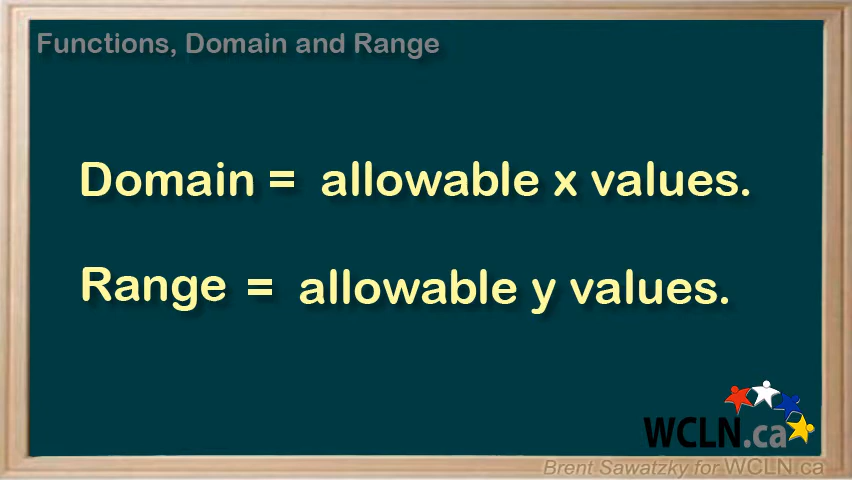 Functions, Domain and Range
Domain = allowable x values.
Range = allowable y values.
WCLN.ca
Brent Sawatzky for WCLN.ca